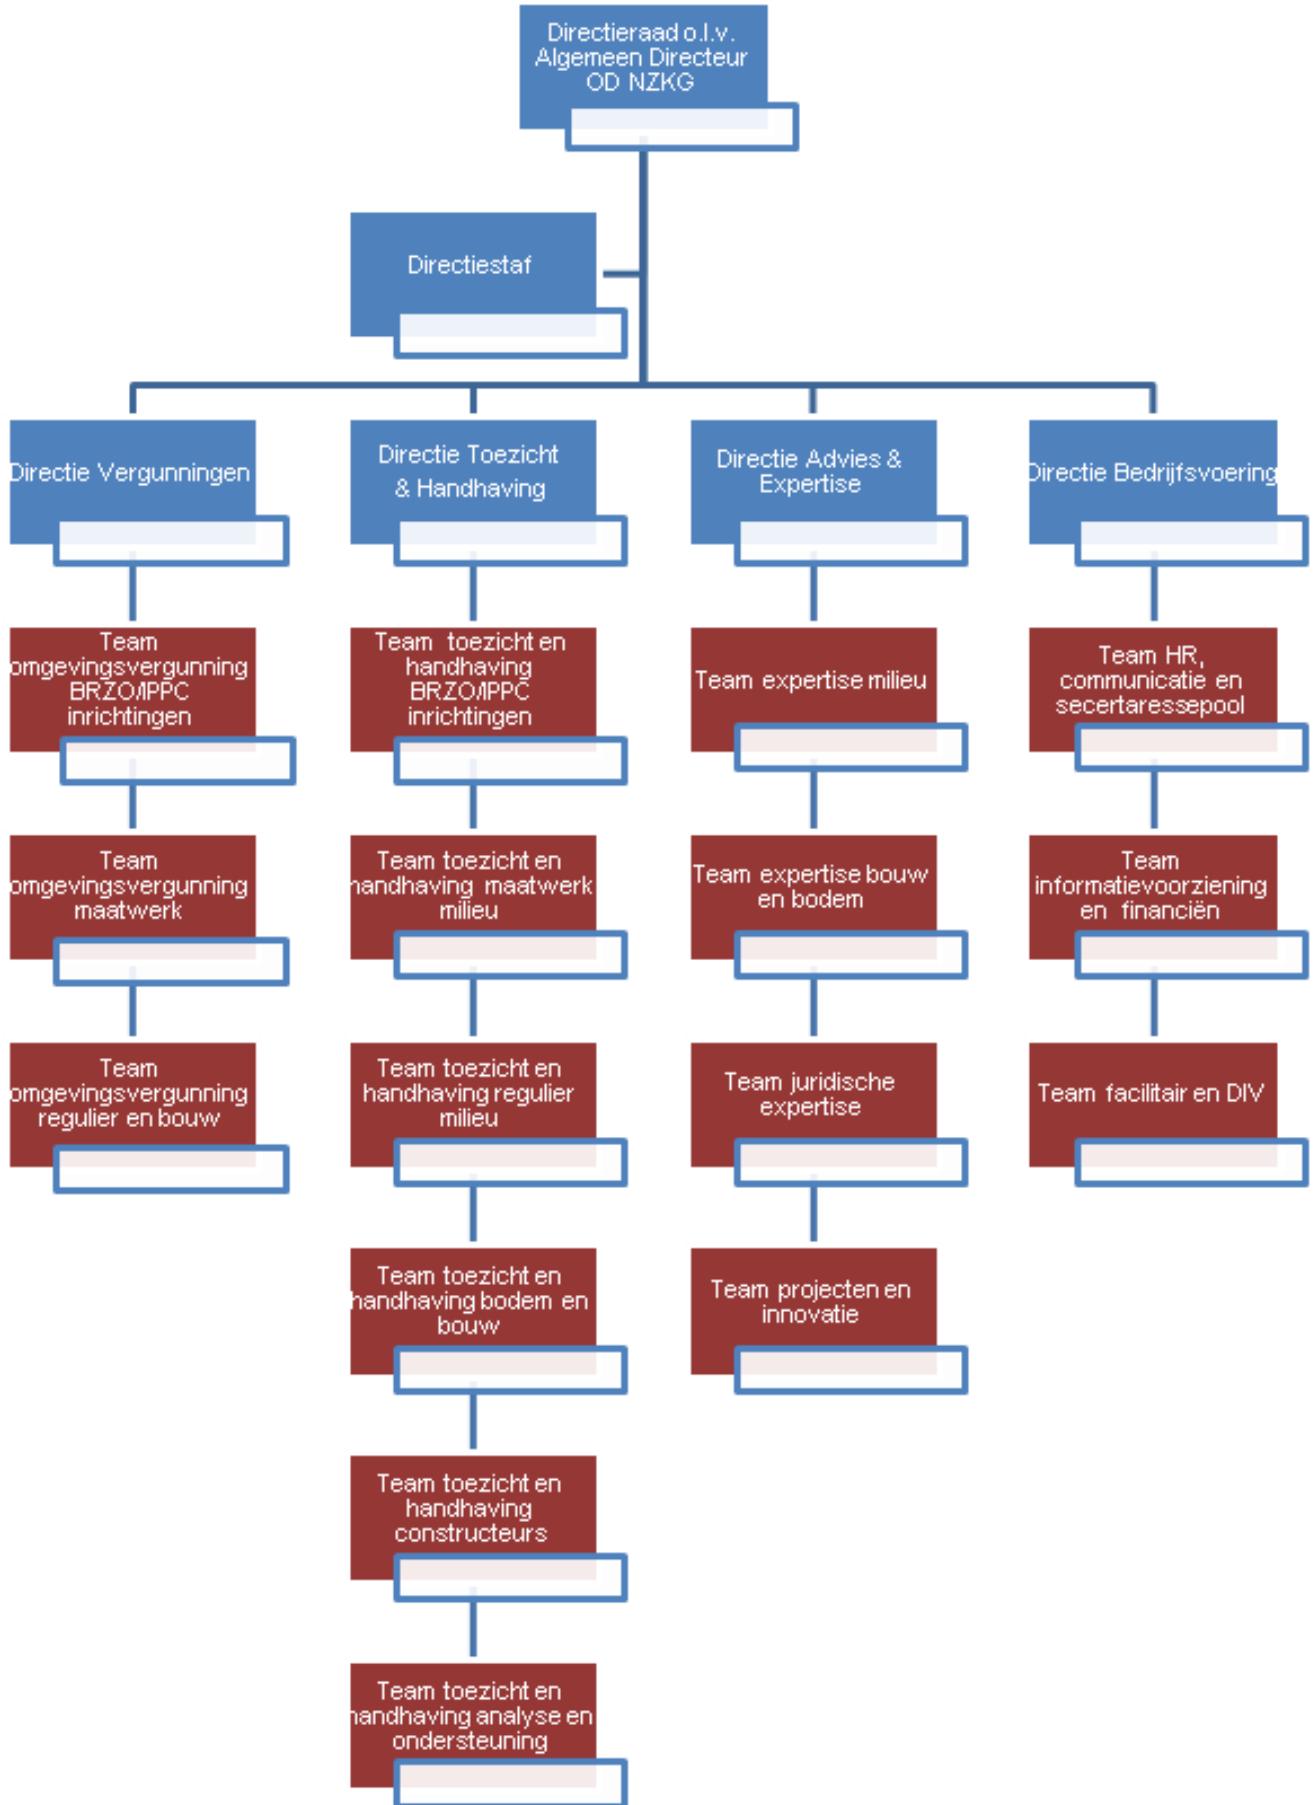 Directieraad o.l.v.
Algemeen Directeur
OD NZKG
Directiestaf
Directie Vergunningen
Directie Toezicht
& Handhaving
Directie Advies &
Expertise
Directie Bedrijfsvoering
Team
omgevingsvergunning
BRZO/IPPC
inrichtingen
Team toezicht en
handhaving
BRZO/IPPC
inrichtingen
Team expertise milieu
Team HR,
communicatie en
secertaressepool
Team
omgevingsvergunning
maatwerk
Team toezicht en
handhaving maatwerk
milieu
Team expertise bouw
en bodem
Team
informatievoorziening
en financiën
Team
omgevingsvergunning
regulier en bouw
Team toezicht en
handhaving regulier
milieu
Team juridische
expertise
Team facilitair en DIV
Team toezicht en
handhaving bodem en
bouw
Team projecten en
innovatie
Team toezicht en
handhaving
constructeurs
Team toezicht en
handhaving analyse en
ondersteuning